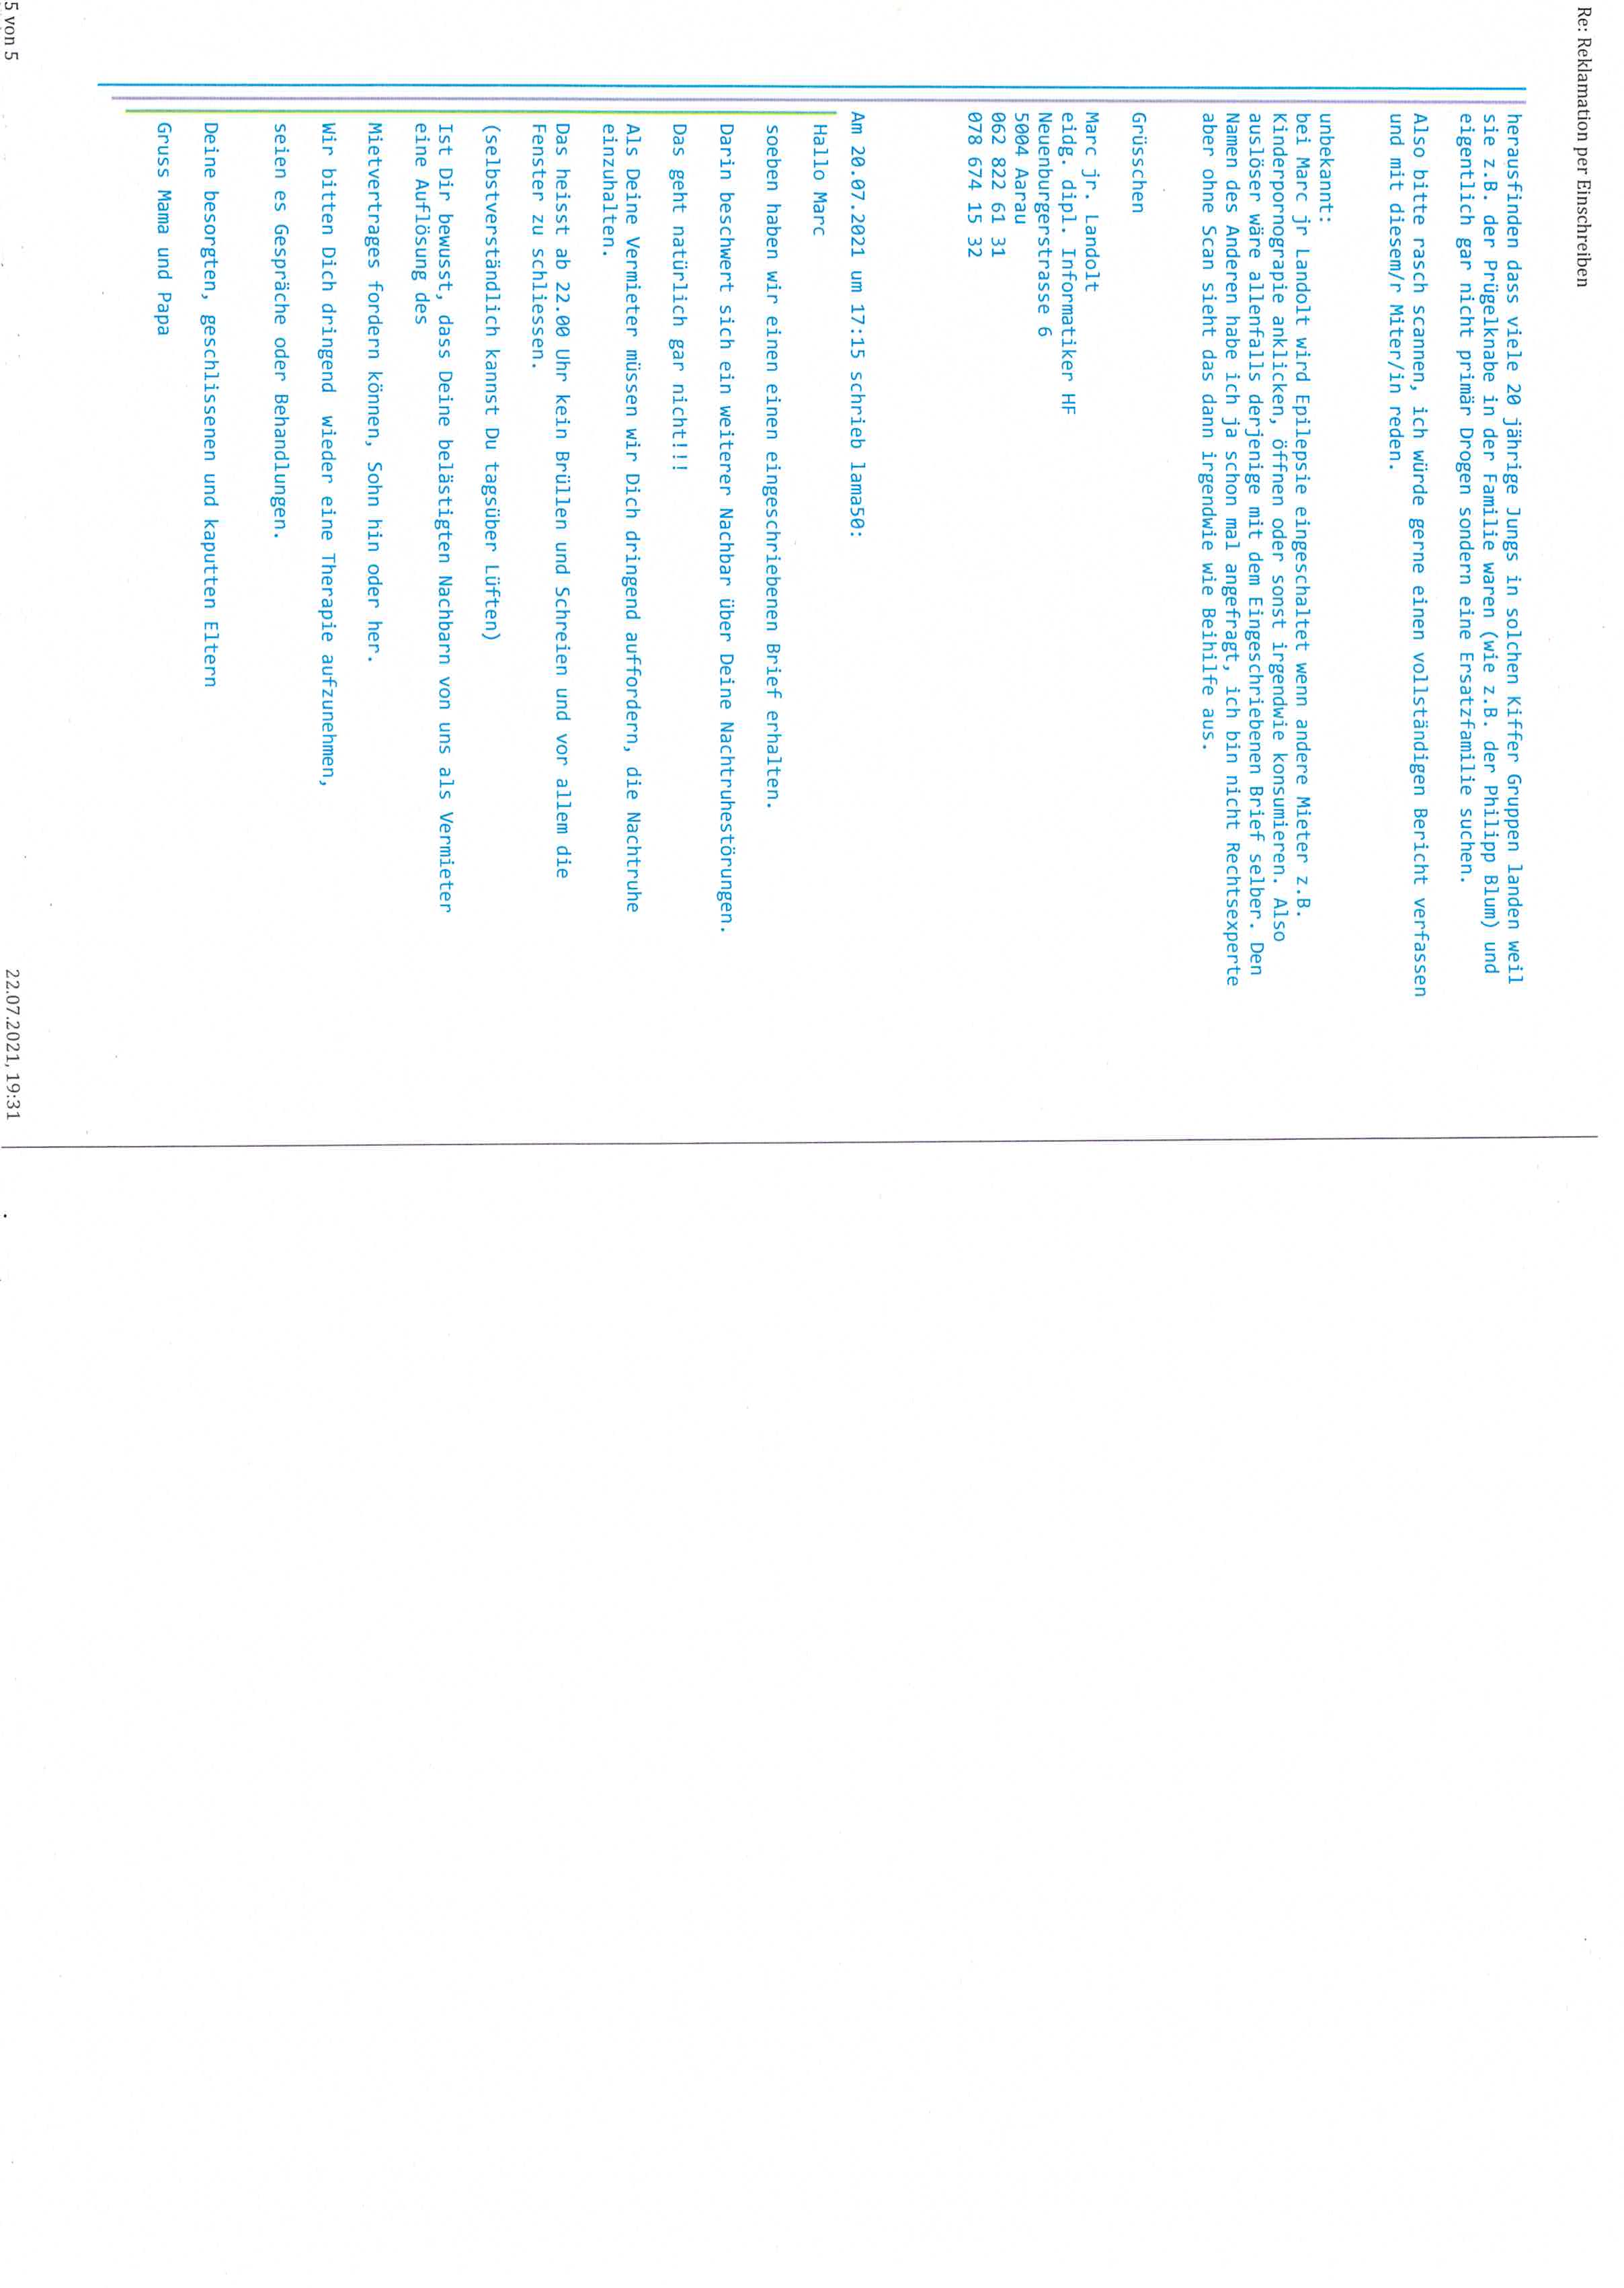 Re: Reklamation per Einschreiben
herausfinden dass viele 20 jährige Jungs in solchen Kiffer Gruppen landen weil
sie z.B. der Prügelknabe in der Familie waren (wie z.B. der Philipp Blum) und
eigentlich gar nicht primär Drogen sondern eine Ersatzfamilie suchen.
Also bitte rasch scannen, ich würde gerne einen vollständigen Bericht verfassen
und mit diesem/r Miter/in reden.
unbekannt:
bei Marc jr Landolt wird Epilepsie eingeschaltet wenn andere Mieter z.B.
Kinderpornograpie anklicken, öffnen oder sonst irgendwie konsumieren. Also
auslöser wäre allenfalls derjenige mit dem Eingeschriebenen Brief selber. Den
Namen des Anderen habe ich ja schon mal angefragt, ich bin nicht Rechtsexperte
aber ohne Scan sieht das dann irgendwie wie Beihilfe aus.
Grüsschen
Marc jr. Landolt
eidg. dipl. Informatiker HF
Neuenburgerstrasse 6
5004 Aarau
062 822 61 31
078 674 15 32
Am 20.07.2021 um 17:15 schrieb lama50:
Hallo Marc
soeben haben wir einen einen eingeschriebenen Brief erhalten.
Darin beschwert sich ein weiterer Nachbar über Deine Nachtruhestörungen.
Das geht natürlich gar nicht!!!
Als Deine Vermieter müssen wir Dich dringend auffordern, die Nachtruhe
einzuhalten.
Das heisst ab 22.00 Uhr kein Brüllen und Schreien und vor allem die
Fenster zu schliessen.
(selbstverständlich kannst Du tagsüber Lüften)
Ist Dir bewusst, dass Deine belästigten Nachbarn von uns als Vermieter
eine Auflösung des
Mietvertrages fordern können, Sohn hin oder her.
Wir bitten Dich dringend  wieder eine Therapie aufzunehmen,
seien es Gespräche oder Behandlungen.
Deine besorgten, geschlissenen und kaputten Eltern
Gruss Mama und Papa
5 von 5
22.07.2021, 19:31